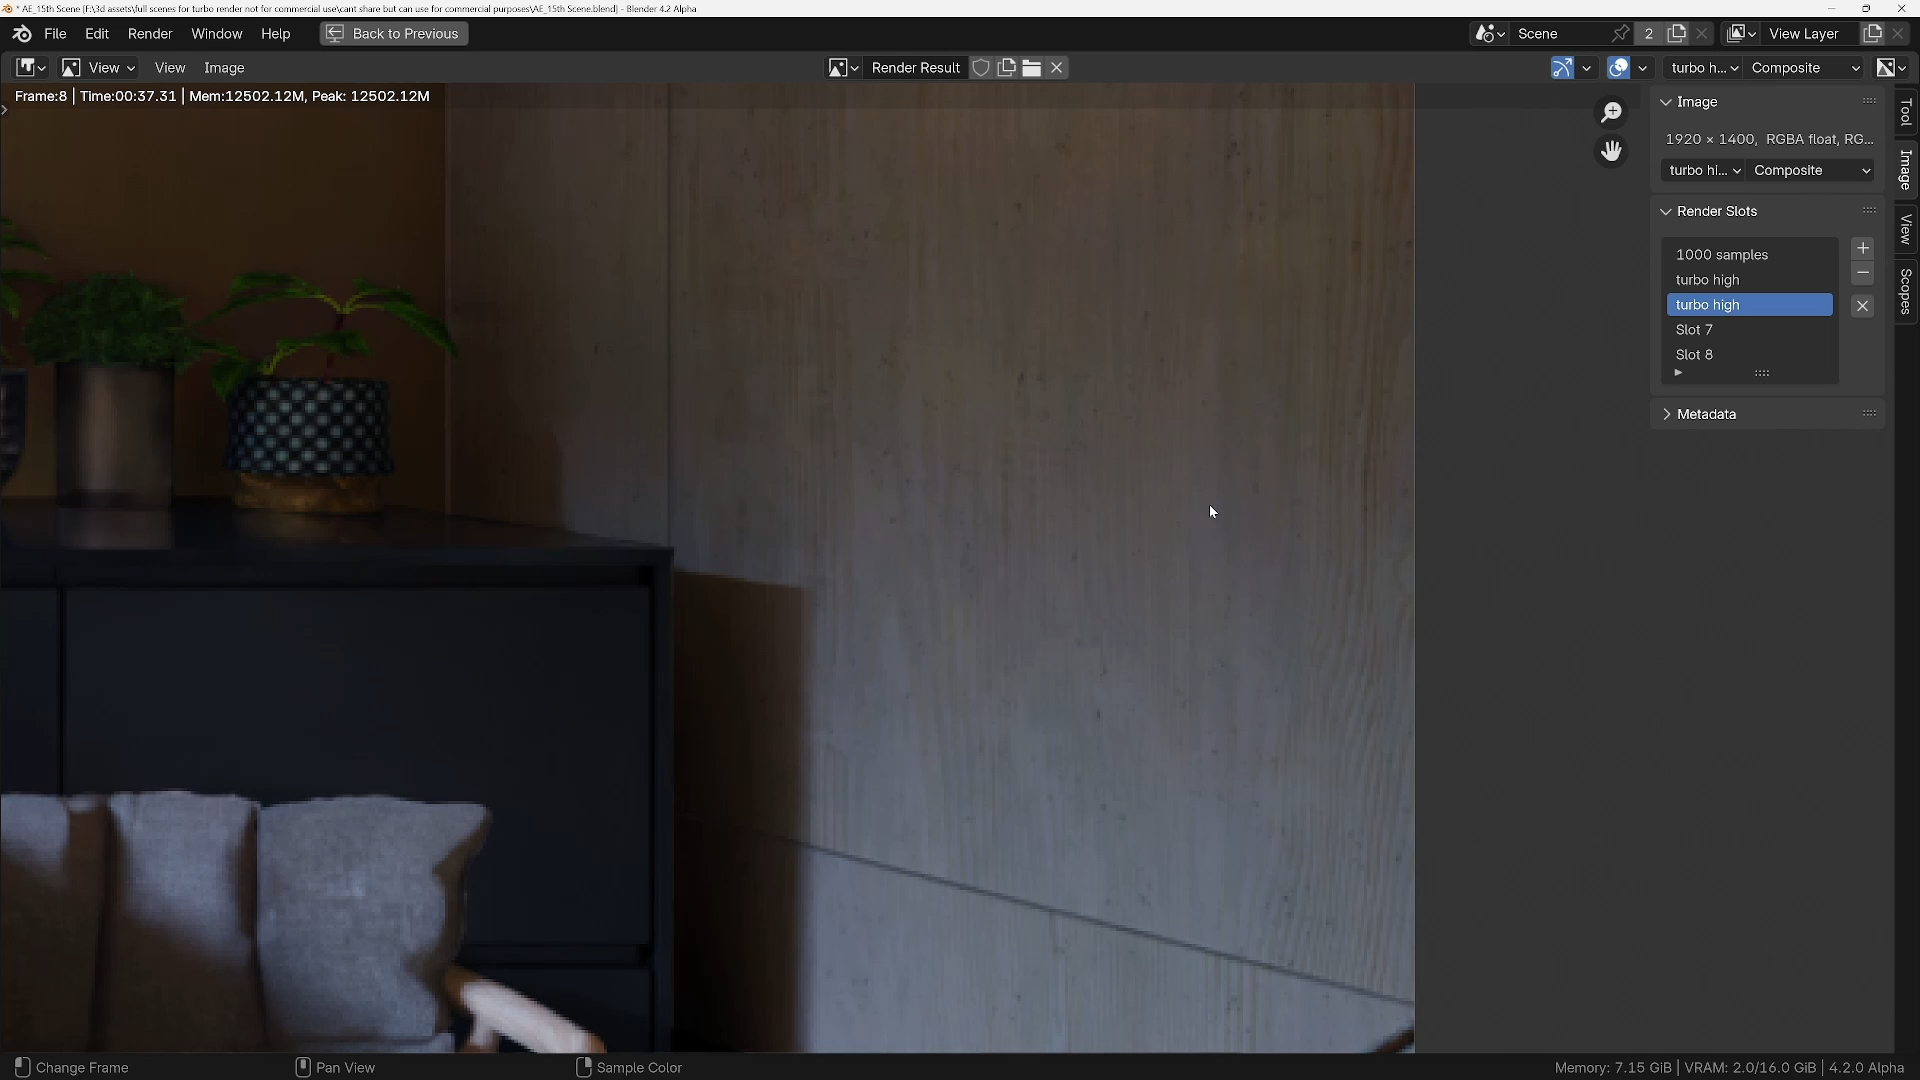 * AE_15th Scene [F:\3d assets\full scenes for turbo render not for commercial use\cant share but can use for commercial purposes\AE_15th Scene.blend] - Blender 4.2 Alpha
File Edit Render Window Help Back to Previous Scene 2 View Layer
View View Image Render Result turbo h... Composite
Frame:8 | Time:00:37.31 | Mem:12502.12M, Peak: 12502.12M
Image
1920 × 1400, RGBA float, RG...
turbo hi... Composite
Render Slots
1000 samples
turbo high
turbo high
Slot 7
Slot 8
Metadata
Tool
Image
View
Scopes
Change Frame Pan View Sample Color Memory: 7.15 GiB | VRAM: 2.0/16.0 GiB | 4.2.0 Alpha